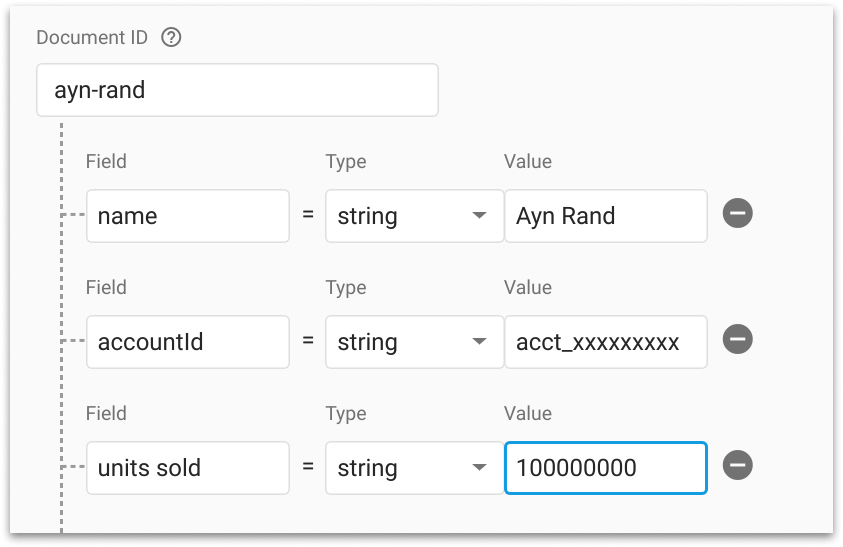 Document ID ?
ayn-rand
Field Type Value
name = string Ayn Rand
Field Type Value
accountId = string acct_xxxxxxxxx
Field Type Value
units sold = string 100000000